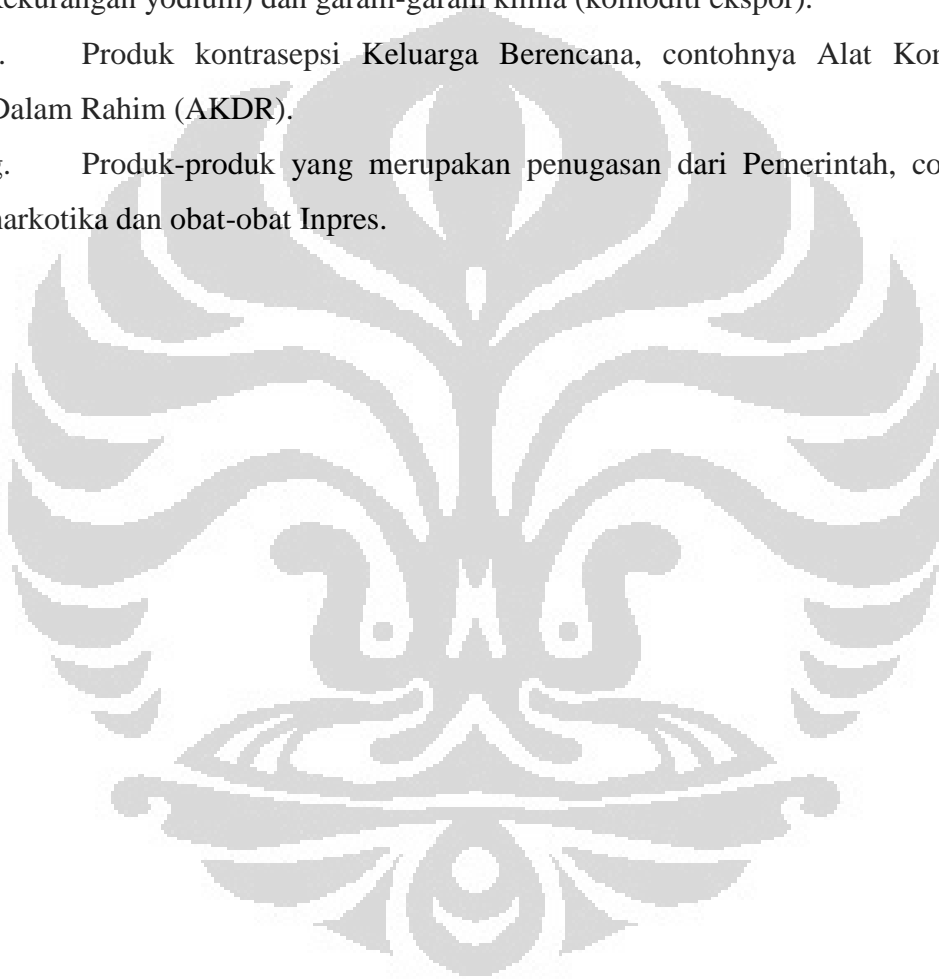 ekurangan yodium) dan garam-garam kimia (komoditi ekspor).
. Produk kontrasepsi Keluarga Berencana, contohnya Alat Kon
Dalam Rahim (AKDR).
g. Produk-produk yang merupakan penugasan dari Pemerintah, co
narkotika dan obat-obat Inpres.